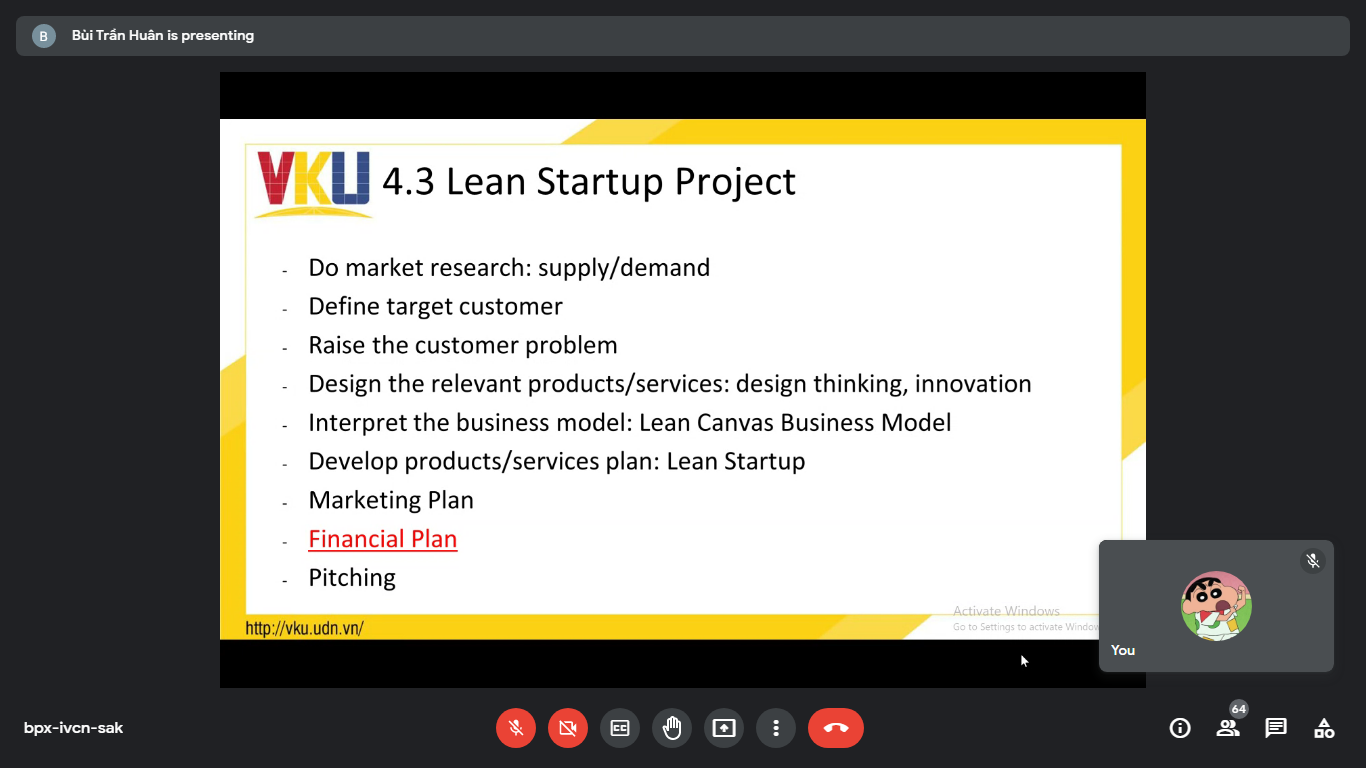 B
Bùi Trần Huân is presenting
VKU
4.3 Lean Startup Project
- Do market research: supply/demand
- Define target customer
- Raise the customer problem
- Design the relevant products/services: design thinking, innovation
- Interpret the business model: Lean Canvas Business Model
- Develop products/services plan: Lean Startup
- Marketing Plan
- Financial Plan
- Pitching
Activate Windows
Go to Settings to activate Window
http://vku.udn.vn/
You
bpx-ivcn-sak
CC
64